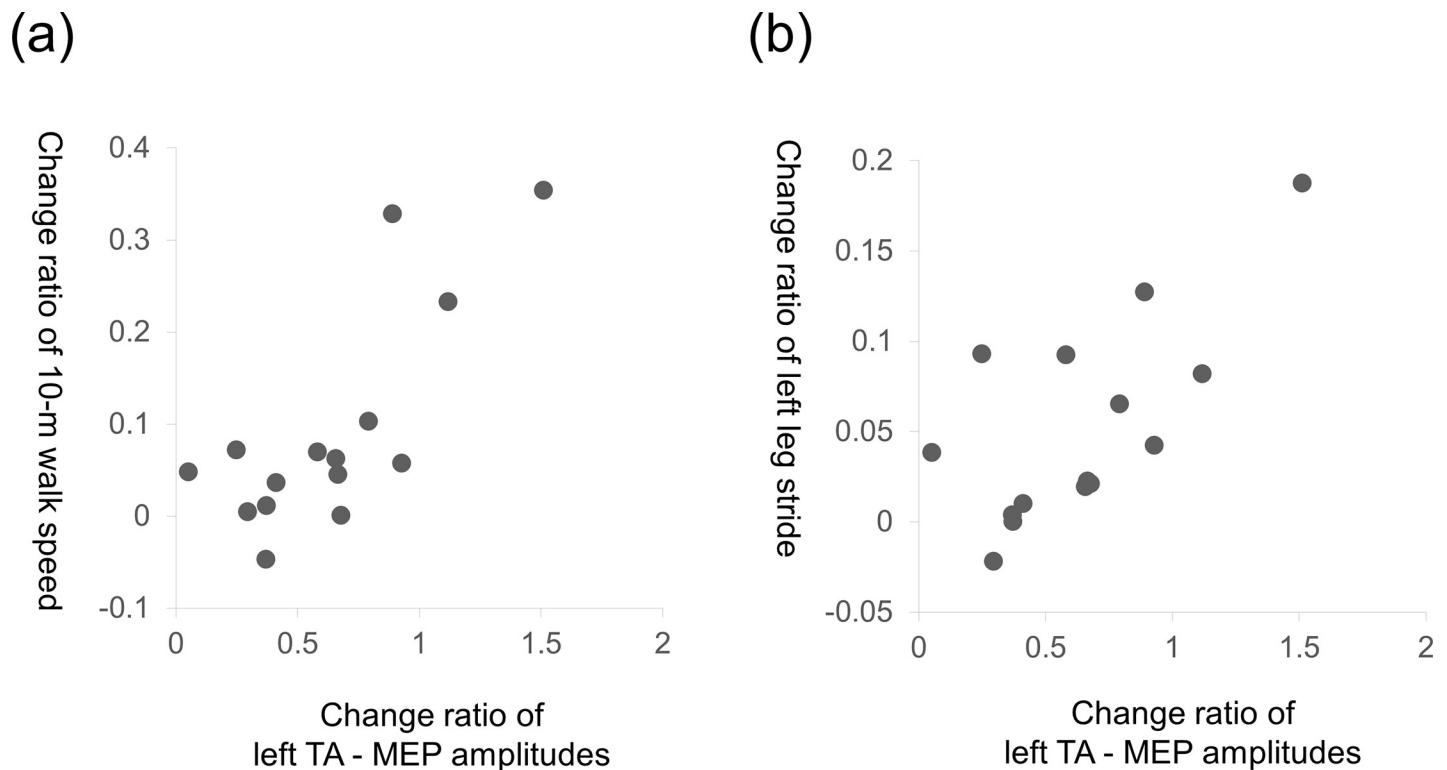 (a)
Change ratio of 10-m walk speed
0.4
0.3
0.2
0.1
0
-0.1
0
0.5
1
1.5
2
Change ratio of
left TA - MEP amplitudes
(b)
Change ratio of left leg stride
0.2
0.15
0.1
0.05
0
-0.05
0
0.5
1
1.5
2
Change ratio of
left TA - MEP amplitudes